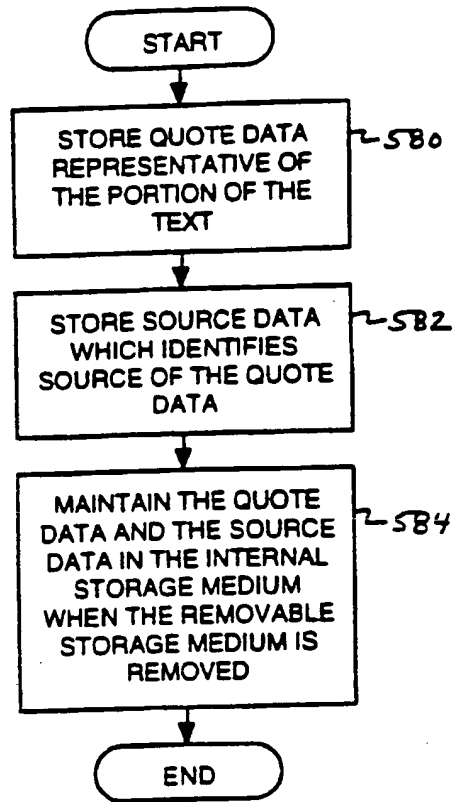 START
STORE QUOTE DATA
REPRESENTATIVE OF
THE PORTION OF THE
TEXT
580
STORE SOURCE DATA
WHICH IDENTIFIES
SOURCE OF THE QUOTE
DATA
582
MAINTAIN THE QUOTE
DATA AND THE SOURCE
DATA IN THE INTERNAL
STORAGE MEDIUM
WHEN THE REMOVABLE
STORAGE MEDIUM IS
REMOVED
584
END